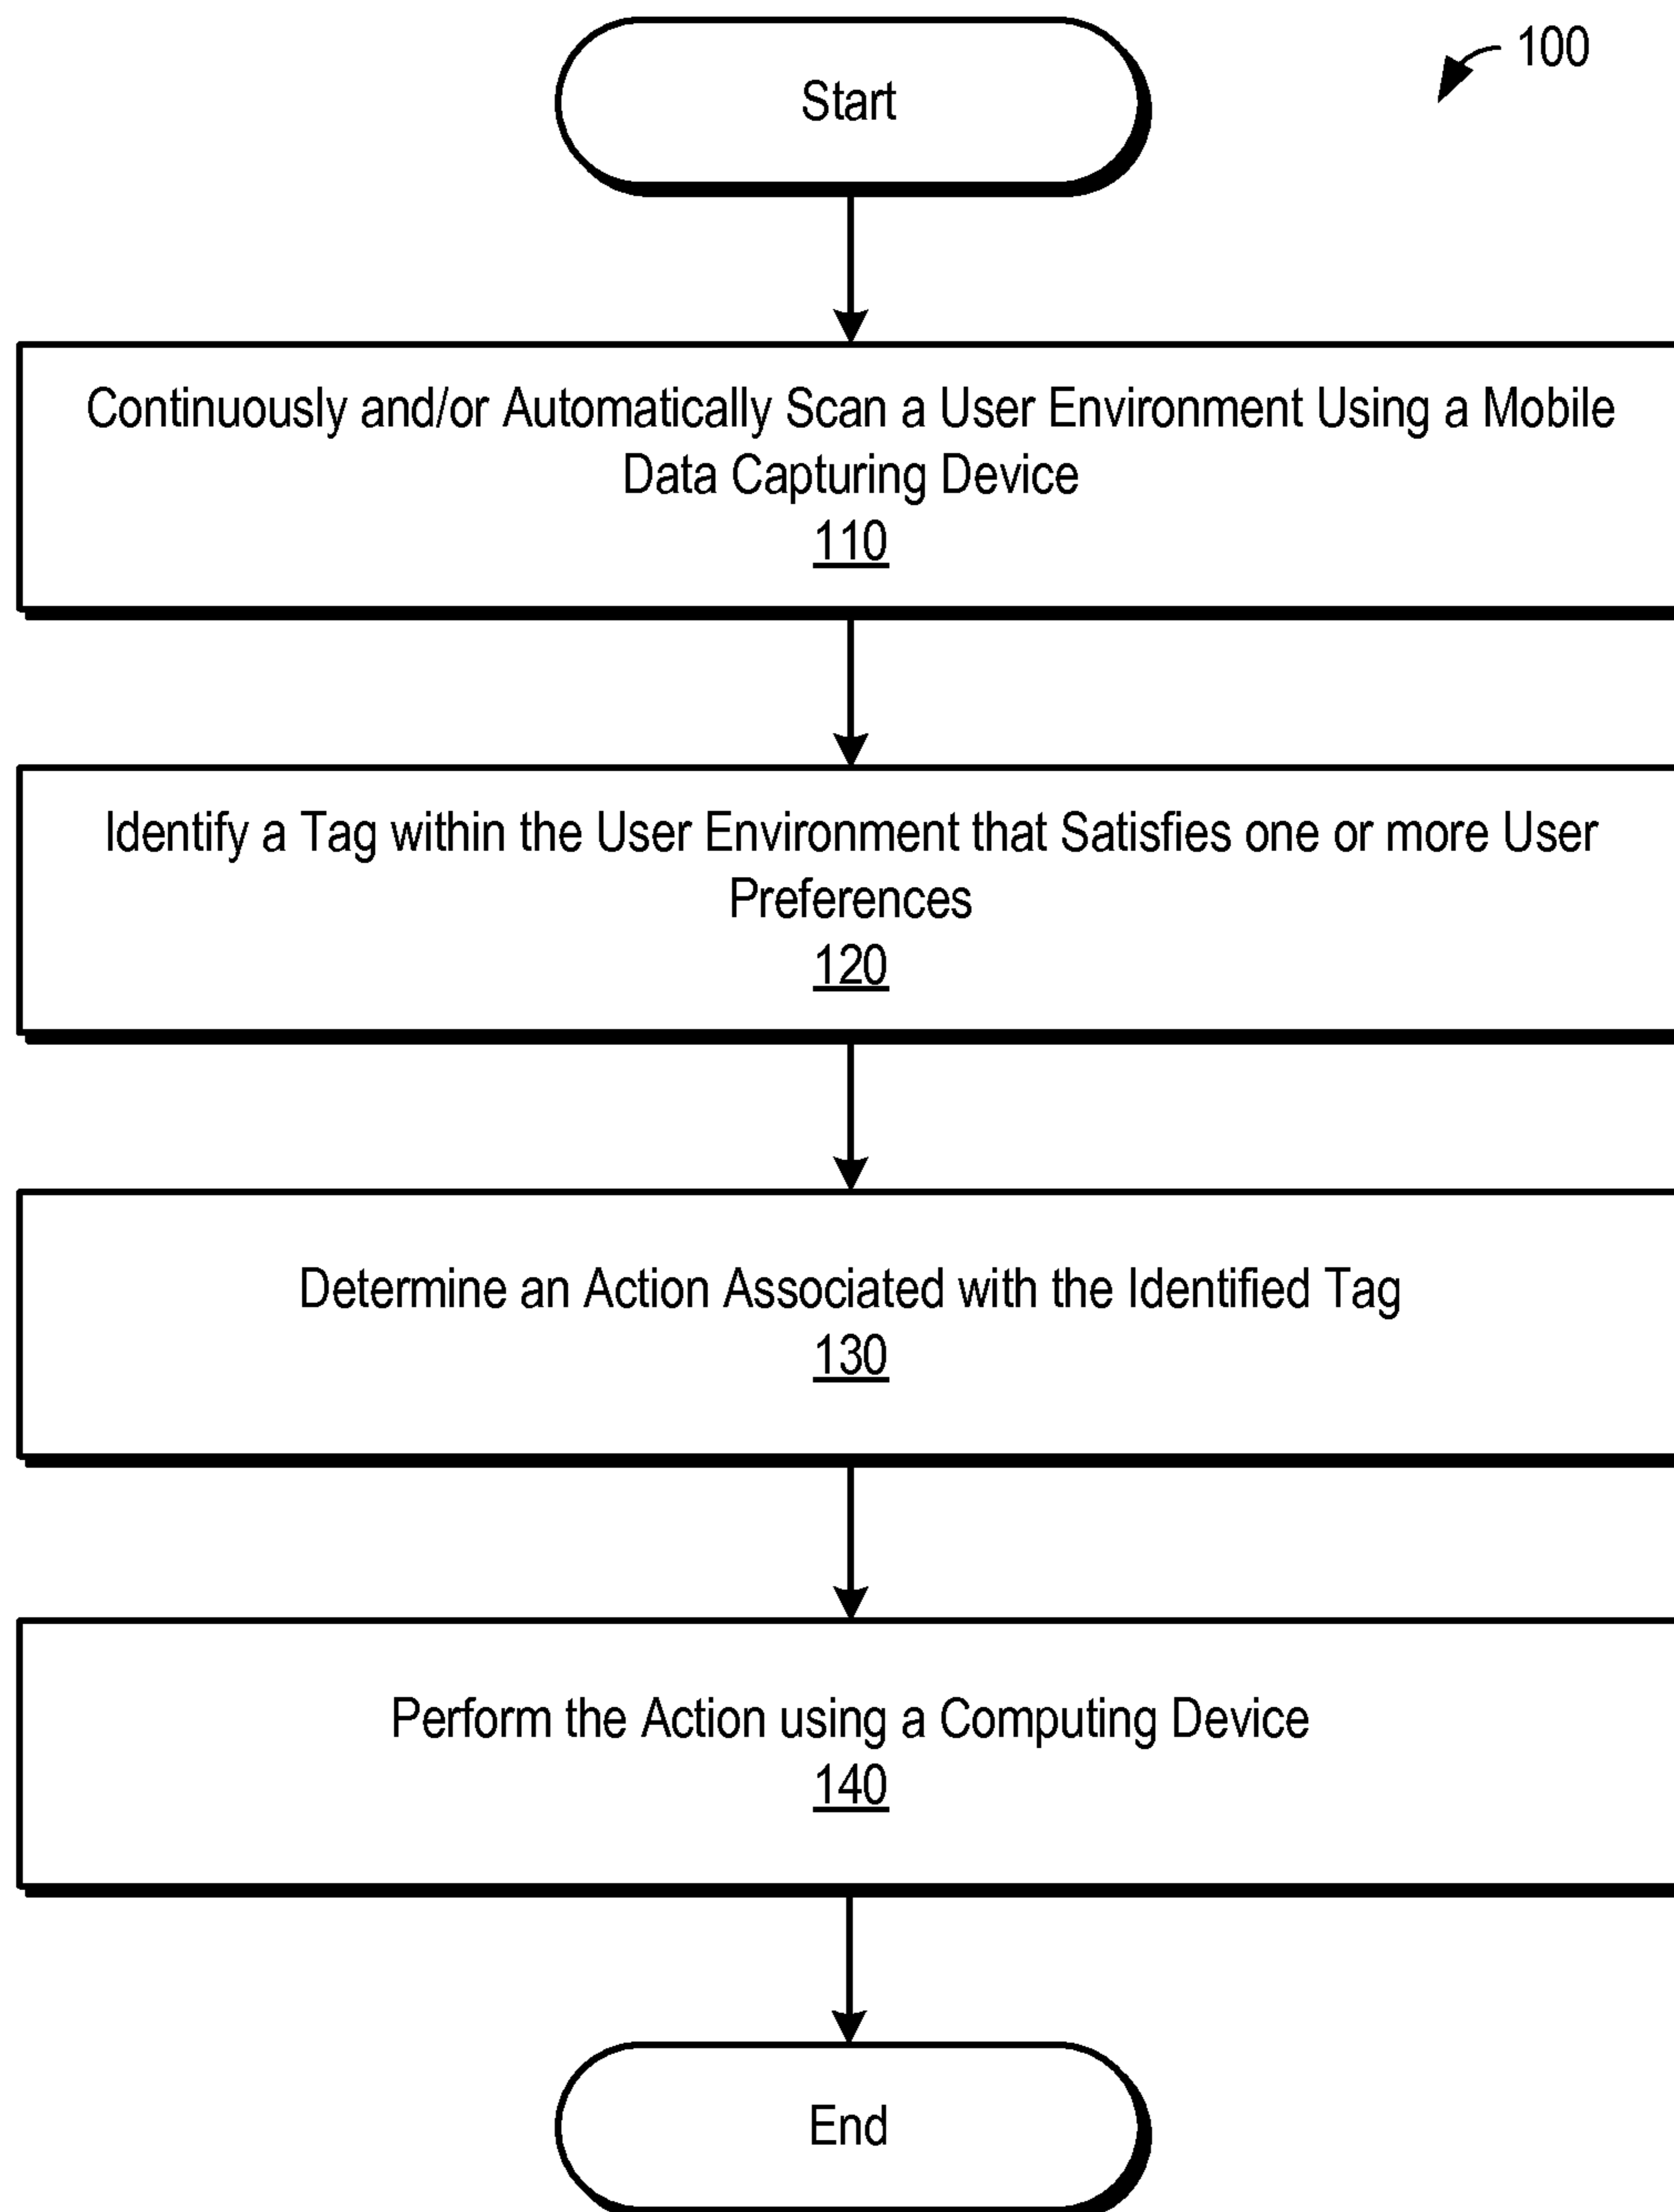 Start
100
Continuously and/or Automatically Scan a User Environment Using a Mobile
Data Capturing Device
110
Identify a Tag within the User Environment that Satisfies one or more User
Preferences
120
Determine an Action Associated with the Identified Tag
130
Perform the Action using a Computing Device
140
End